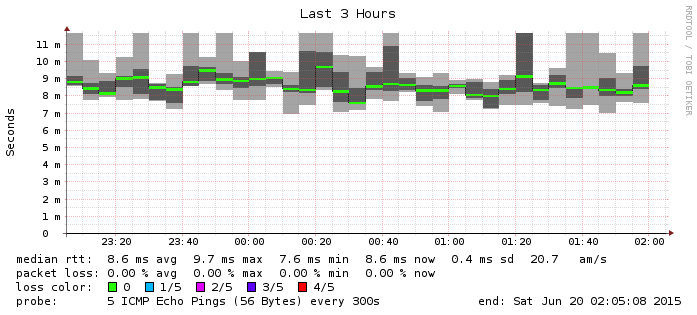 Last 3 Hours
RRDTOOL / TOBI OETIKER
Seconds
11 m
10 m
9 m
8 m
7 m
6 m
5 m
4 m
3 m
2 m
1 m
0
23:20 23:40 00:00 00:20 00:40 01:00 01:20 01:40 02:00
median rtt: 8.6 ms avg 9.7 ms max 7.6 ms min 8.6 ms now 0.4 ms sd 20.7 am/s
packet loss: 0.00 % avg 0.00 % max 0.00 % min 0.00 % now
loss color: 0 1/5 2/5 3/5 4/5
probe: 5 ICMP Echo Pings (56 Bytes) every 300s end: Sat Jun 20 02:05:08 2015